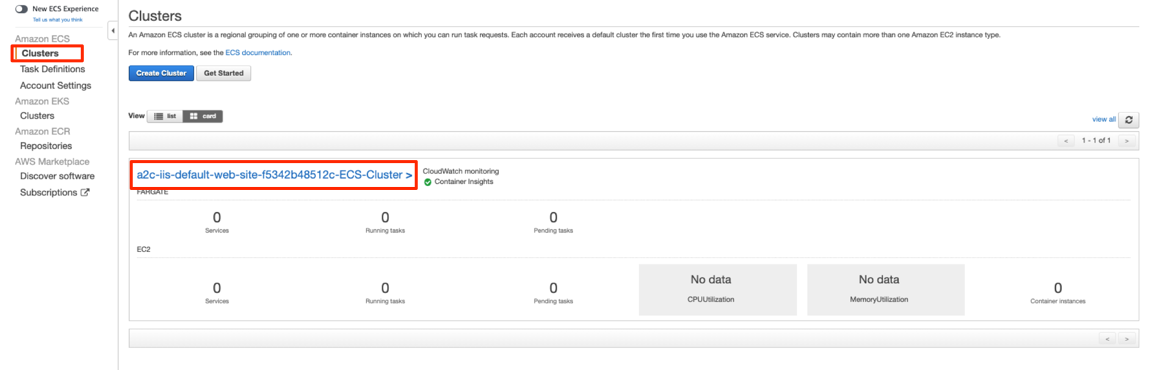 New ECS Experience
Tell us what you think
Amazon ECS
Clusters
Task Definitions
Account Settings
Amazon EKS
Clusters
Amazon ECR
Repositories
AWS Marketplace
Discover software
Subscriptions
Clusters
An Amazon ECS cluster is a regional grouping of one or more container instances on which you can run task requests. Each account receives a default cluster the first time you use the Amazon ECS service. Clusters may contain more than one Amazon EC2 instance type.
For more information, see the ECS documentation.
Create Cluster Get Started
View list card
view all
< 1 - 1 of 1 >
a2c-iis-default-web-site-f5342b48512c-ECS-Cluster >
CloudWatch monitoring
Container Insights
FARGATE
0 0 0
Services Running tasks Pending tasks
EC2
0 0 0 No data No data 0
Services Running tasks Pending tasks CPUUtilization MemoryUtilization Container instances
< >